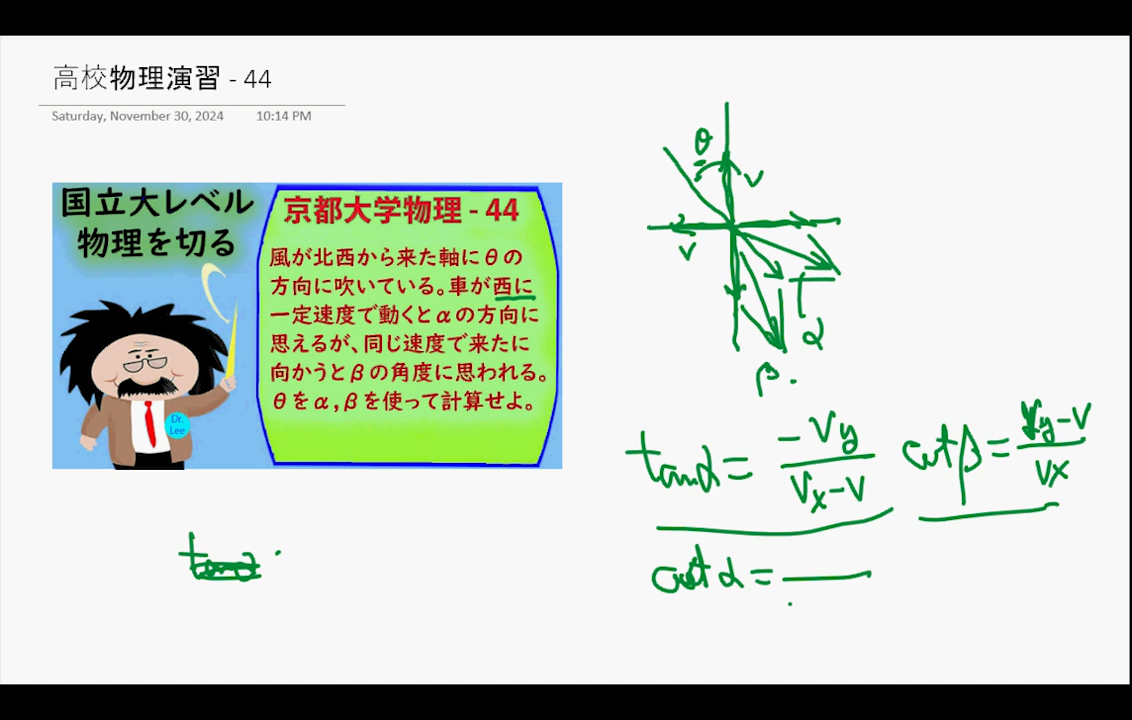 高校物理演習 - 44
Saturday, November 30, 2024 10:14 PM
国立大レベル
物理を切る
京都大学物理 - 44
風が北西から来た軸にθの
方向に吹いている。車が西に
一定速度で動くとαの方向に
思えるが、同じ速度で来たに
向かうとβの角度に思われる。
θをα,βを使って計算せよ。
Dr.
Lee
θ
V
V
α
β.
tanα = -Vy / Vx-V
cotβ = Vy-V / Vx
cotα =